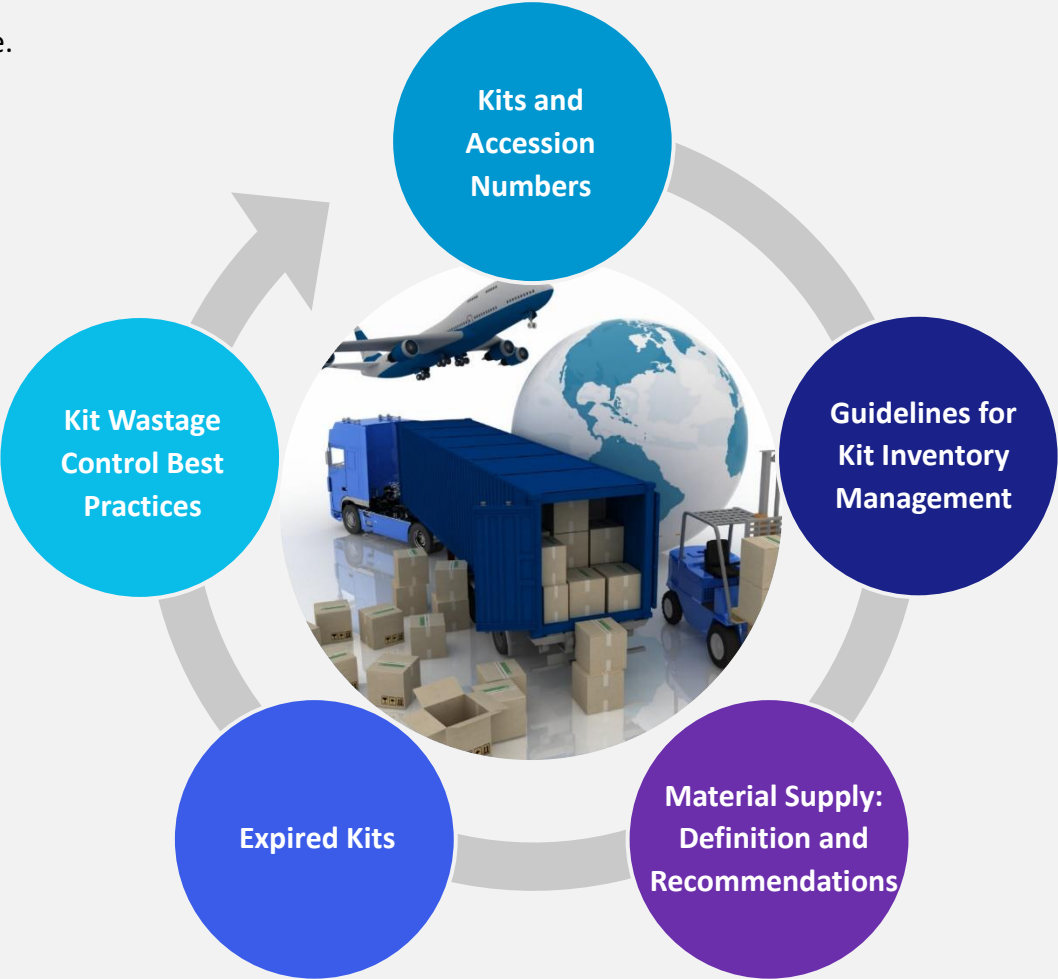 e.
Kits and
Accession
Numbers
Guidelines for
Kit Inventory
Management
Material Supply:
Definition and
Recommendations
Expired Kits
Kit Wastage
Control Best
Practices